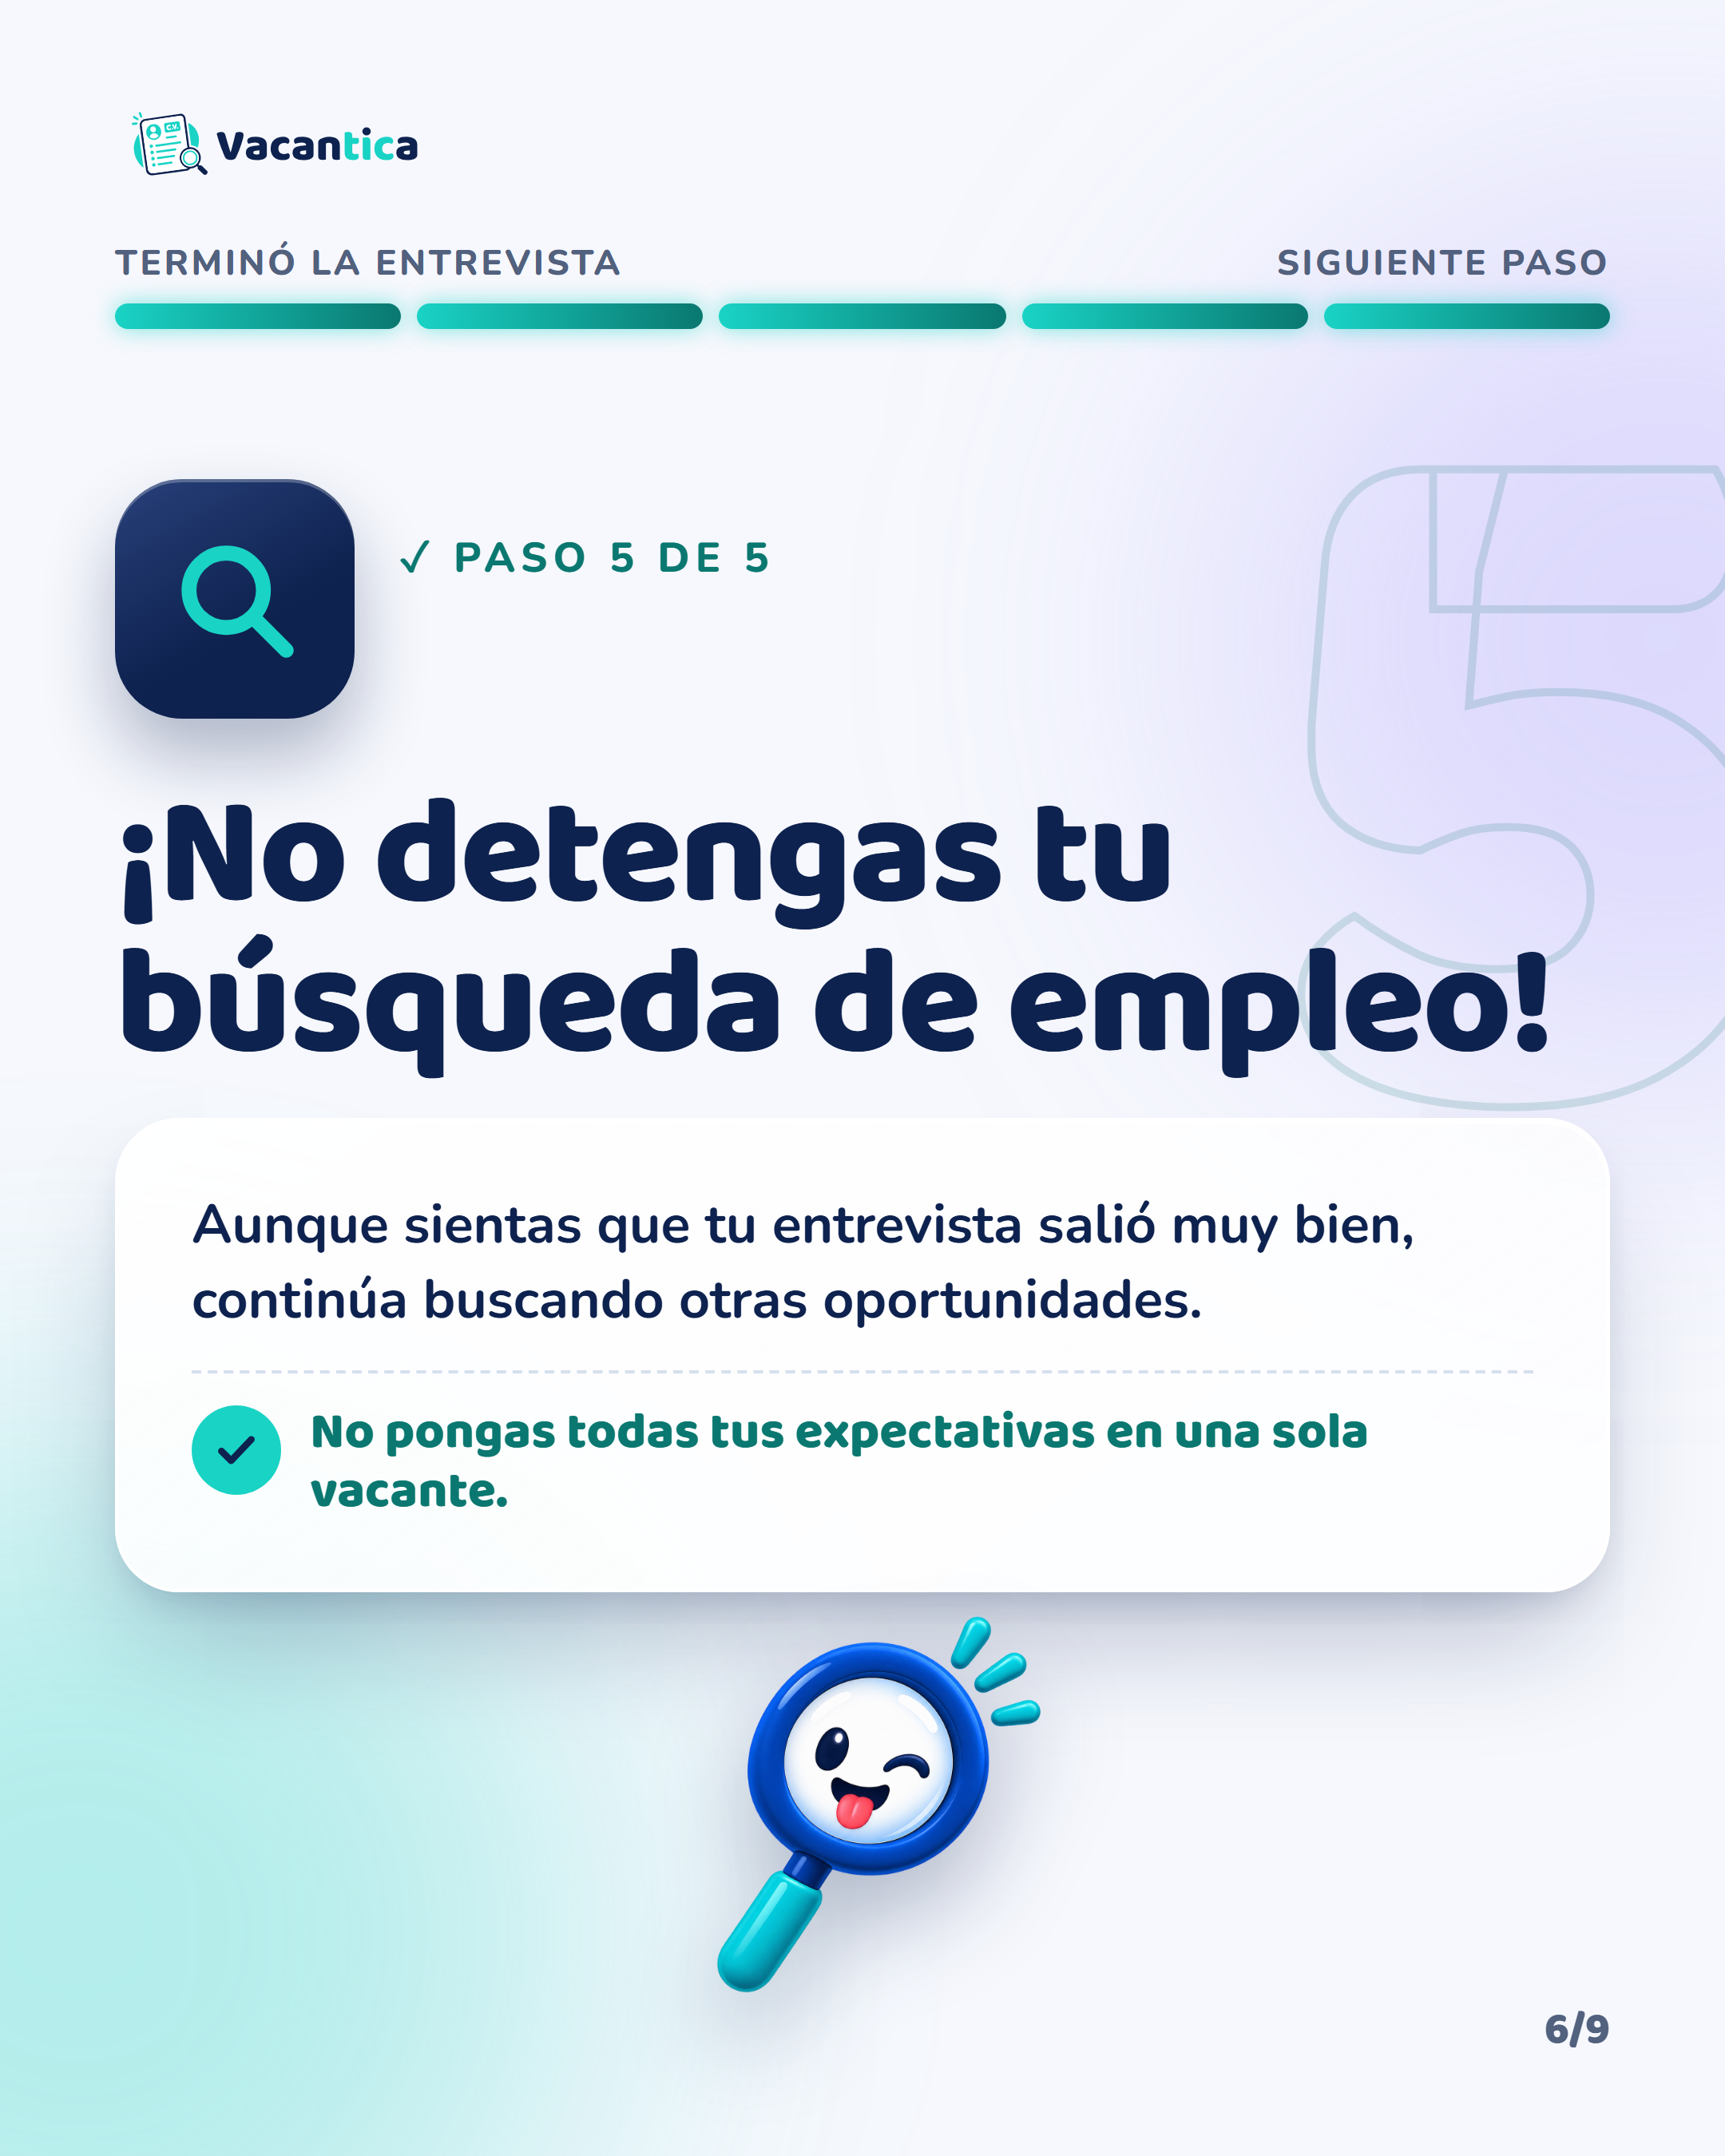 C.V.
Vacantica
TERMINÓ LA ENTREVISTA
SIGUIENTE PASO
✓ PASO 5 DE 5
5
¡No detengas tu
búsqueda de empleo!
Aunque sientas que tu entrevista salió muy bien,
continúa buscando otras oportunidades.
No pongas todas tus expectativas en una sola
vacante.
6/9